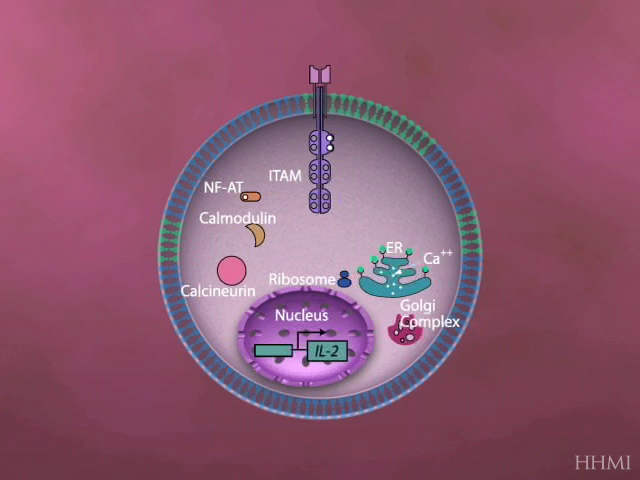 ITAM
NF-AT
Calmodulin
ER
Ca++
Ribosome
Calcineurin
Golgi
Complex
Nucleus
IL-2
HHMI